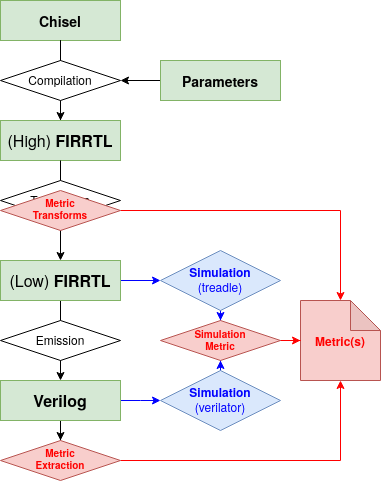 Chisel
Compilation
Parameters
(High) FIRRTL
Metric
Transforms
(Low) FIRRTL
Simulation
(treadle)
Emission
Simulation
Metric
Metric(s)
Verilog
Simulation
(verilator)
Metric
Extraction